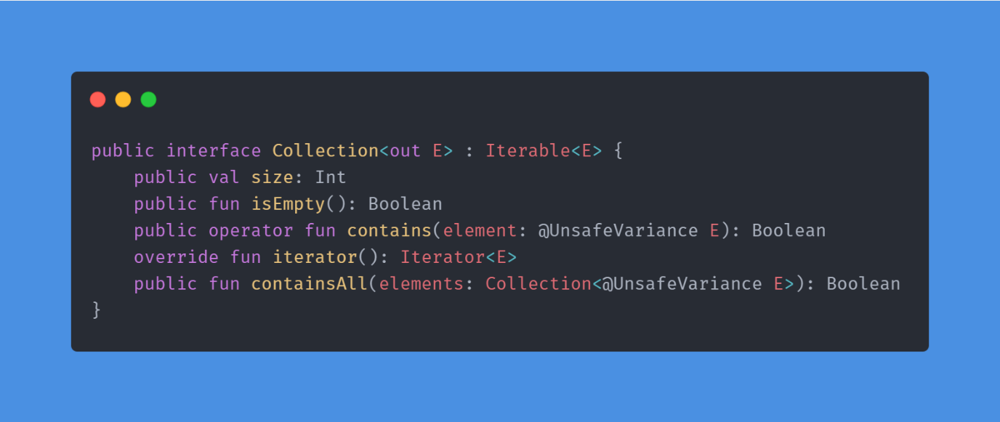 public interface Collection<out E> : Iterable<E> {
    public val size: Int
    public fun isEmpty(): Boolean
    public operator fun contains(element: @UnsafeVariance E): Boolean
    override fun iterator(): Iterator<E>
    public fun containsAll(elements: Collection<@UnsafeVariance E>): Boolean
}